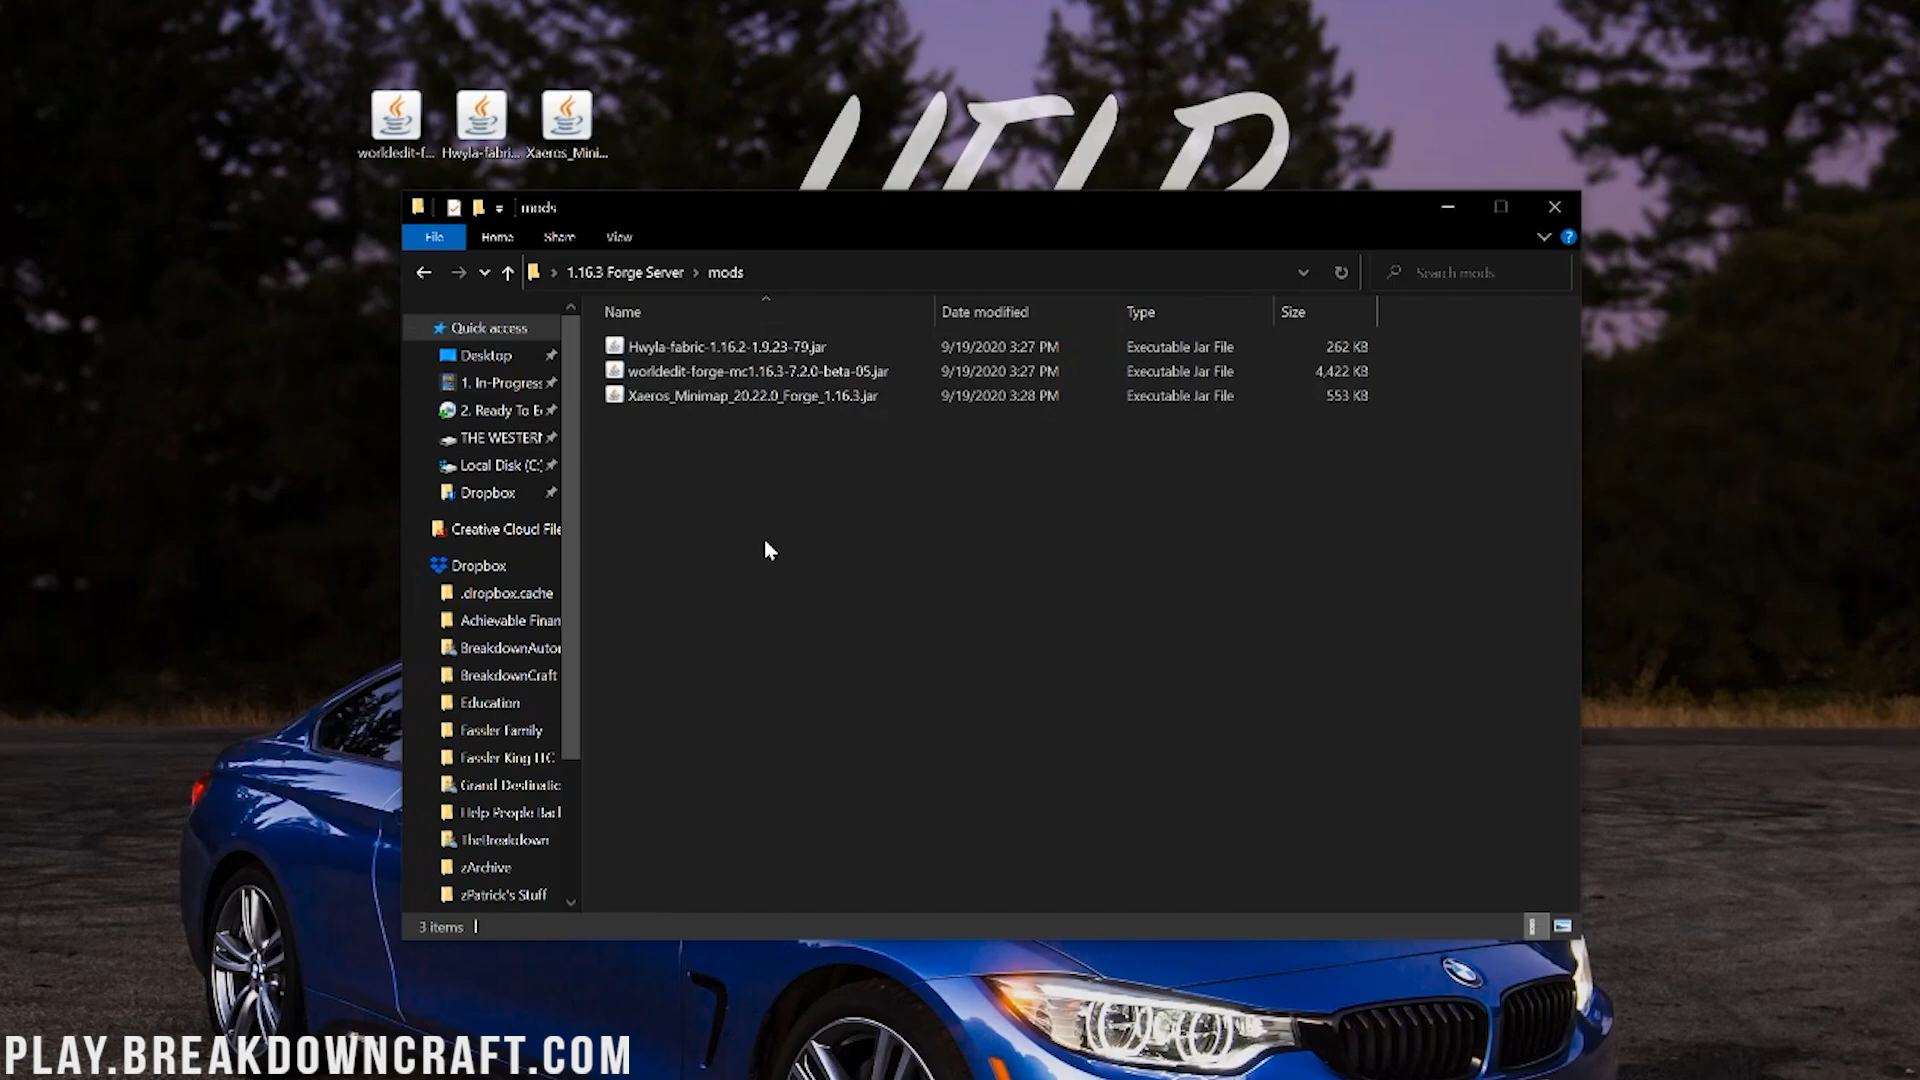 HELP
worldedit-f... Hwyla-fabri... Xaeros_Mini...
mods
File Home Share View
1.16.3 Forge Server > mods
Search mods
Name Date modified Type Size
Hwyla-fabric-1.16.2-1.9.23-79.jar 9/19/2020 3:27 PM Executable Jar File 262 KB
worldedit-forge-mc1.16.3-7.2.0-beta-05.jar 9/19/2020 3:27 PM Executable Jar File 4,422 KB
Xaeros_Minimap_20.22.0_Forge_1.16.3.jar 9/19/2020 3:28 PM Executable Jar File 553 KB
Quick access
Desktop
1. In-Progress
2. Ready To E
THE WESTERN
Local Disk (C:)
Dropbox
Creative Cloud File
Dropbox
.dropbox.cache
Achievable Finan
BreakdownAutor
BreakdownCraft
Education
Fassler Family
Fassler King LLC
Grand Destinatio
Help People Bad
TheBreakdown
zArchive
zPatrick's Stuff
3 items
PLAY.BREAKDOWNCRAFT.COM